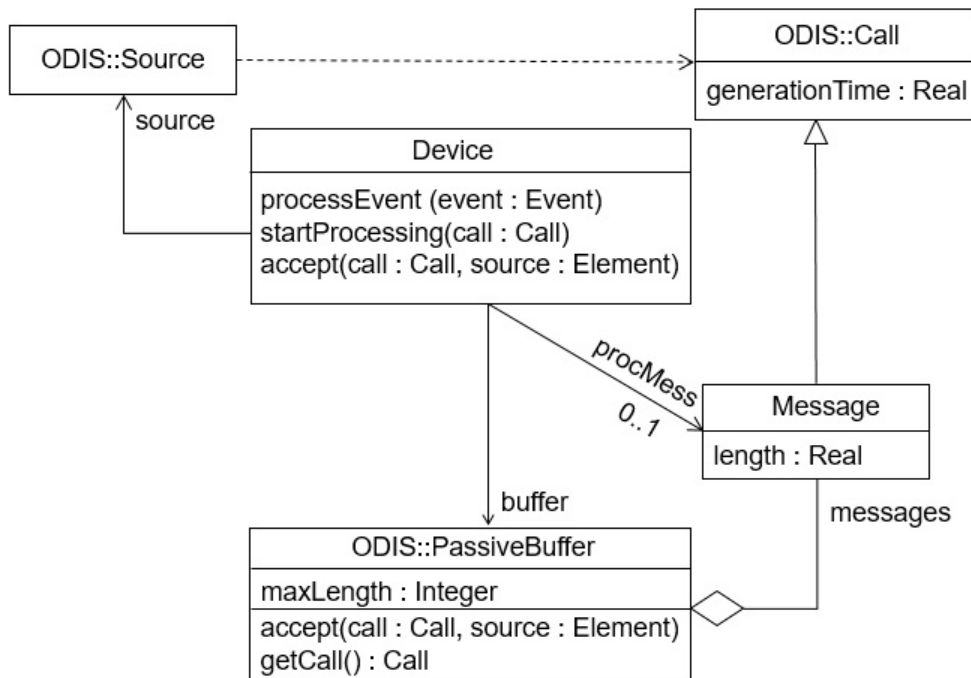 ODIS::Source
ODIS::Call
generationTime : Real
source
Device
processEvent (event : Event)
startProcessing(call : Call)
accept(call : Call, source : Element)
procMess
0..1
Message
length : Real
messages
buffer
ODIS::PassiveBuffer
maxLength : Integer
accept(call : Call, source : Element)
getCall() : Call